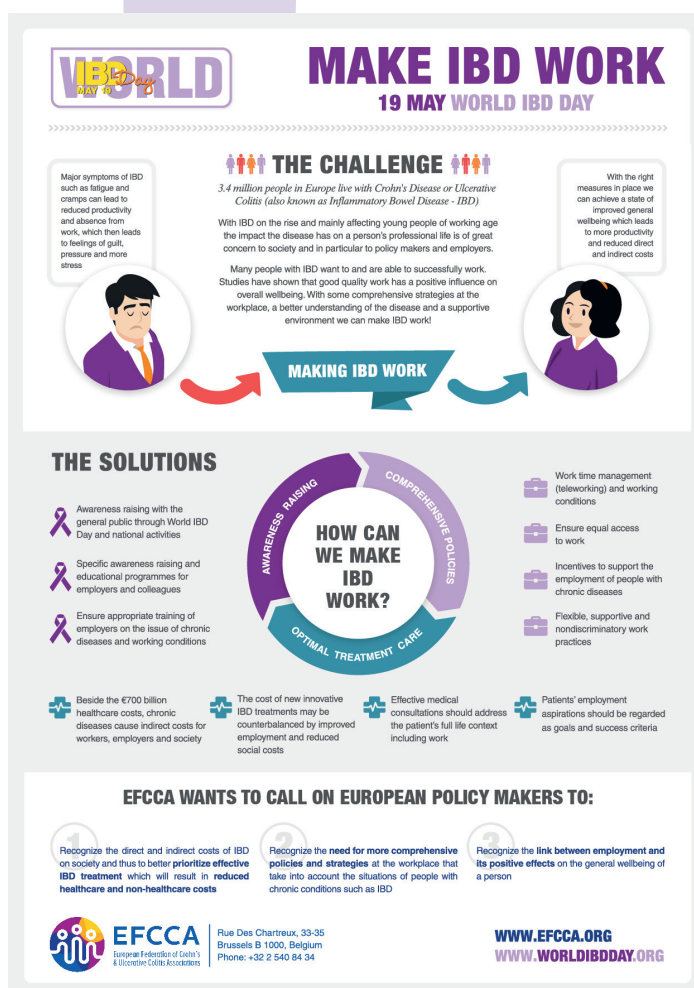 WORLD
IBD Day
MAY 19
MAKE IBD WORK
19 MAY WORLD IBD DAY
Major symptoms of IBD
such as fatigue and
cramps can lead to
reduced productivity
and absence from
work, which then leads
to feelings of guilt,
pressure and more
stress
THE CHALLENGE
3.4 million people in Europe live with Crohn's Disease or Ulcerative
Colitis (also known as Inflammatory Bowel Disease - IBD)
With IBD on the rise and mainly affecting young people of working age
the impact the disease has on a person's professional life is of great
concern to society and in particular to policy makers and employers.
Many people with IBD want to and are able to successfully work.
Studies have shown that good quality work has a positive influence on
overall wellbeing. With some comprehensive strategies at the
workplace, a better understanding of the disease and a supportive
environment we can make IBD work!
With the right
measures in place we
can achieve a state of
improved general
wellbeing which leads
to more productivity
and reduced direct
and indirect costs
MAKING IBD WORK
THE SOLUTIONS
Awareness raising with the
general public through World IBD
Day and national activities
Specific awareness raising and
educational programmes for
employers and colleagues
Ensure appropriate training of
employers on the issue of chronic
diseases and working conditions
AWARENESS RAISING
COMPREHENSIVE POLICIES
OPTIMAL TREATMENT CARE
HOW CAN
WE MAKE
IBD
WORK?
Work time management
(teleworking) and working
conditions
Ensure equal access
to work
Incentives to support the
employment of people with
chronic diseases
Flexible, supportive and
nondiscriminatory work
practices
Beside the €700 billion
healthcare costs, chronic
diseases cause indirect costs for
workers, employers and society
The cost of new innovative
IBD treatments may be
counterbalanced by improved
employment and reduced
social costs
Effective medical
consultations should address
the patient's full life context
including work
Patients' employment
aspirations should be regarded
as goals and success criteria
EFCCA WANTS TO CALL ON EUROPEAN POLICY MAKERS TO:
1
Recognize the direct and indirect costs of IBD
on society and thus to better prioritize effective
IBD treatment which will result in reduced
healthcare and non-healthcare costs
2
Recognize the need for more comprehensive
policies and strategies at the workplace that
take into account the situations of people with
chronic conditions such as IBD
3
Recognize the link between employment and
its positive effects on the general wellbeing of
a person
EFCCA
European Federation of Crohn's
& Ulcerative Colitis Associations
Rue Des Chartreux, 33-35
Brussels B 1000, Belgium
Phone: +32 2 540 84 34
WWW.EFCCA.ORG
WWW.WORLDIBDDAY.ORG